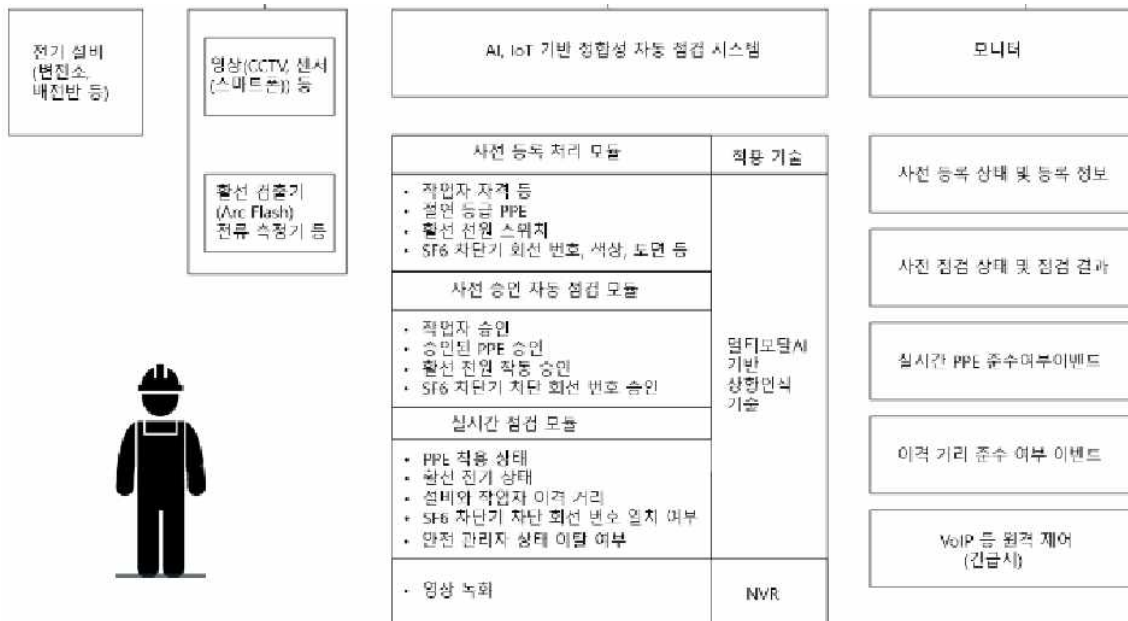 전기 설비
(변전소,
배전반 등)
영상(CCTV, 센서
(스마트폰)) 등
활선 검출기
(Arc Flash)
전류 측정기 등
AI, IoT 기반 정합성 자동 점검 시스템
사전 등록 처리 모듈
적용 기술
• 작업자 자격 등
• 절연 등급 PPE
• 활선 전원 스위치
• SF6 차단기 회선 번호, 색상, 도면 등
사전 승인 자동 점검 모듈
• 작업자 승인
• 승인된 PPE 승인
• 활선 전원 작동 승인
• SF6 차단기 차단 회선 번호 승인
멀티모달AI
기반
상황인식
기술
실시간 점검 모듈
• PPE 착용 상태
• 활선 전기 상태
• 설비와 작업자 이격 거리
• SF6 차단기 차단 회선 번호 일치 여부
• 안전 관리자 상태 이탈 여부
• 영상 녹화
NVR
모니터
사전 등록 상태 및 등록 정보
사전 점검 상태 및 점검 결과
실시간 PPE 준수여부이벤트
이격 거리 준수 여부 이벤트
VoIP 등 원격 제어
(긴급시)